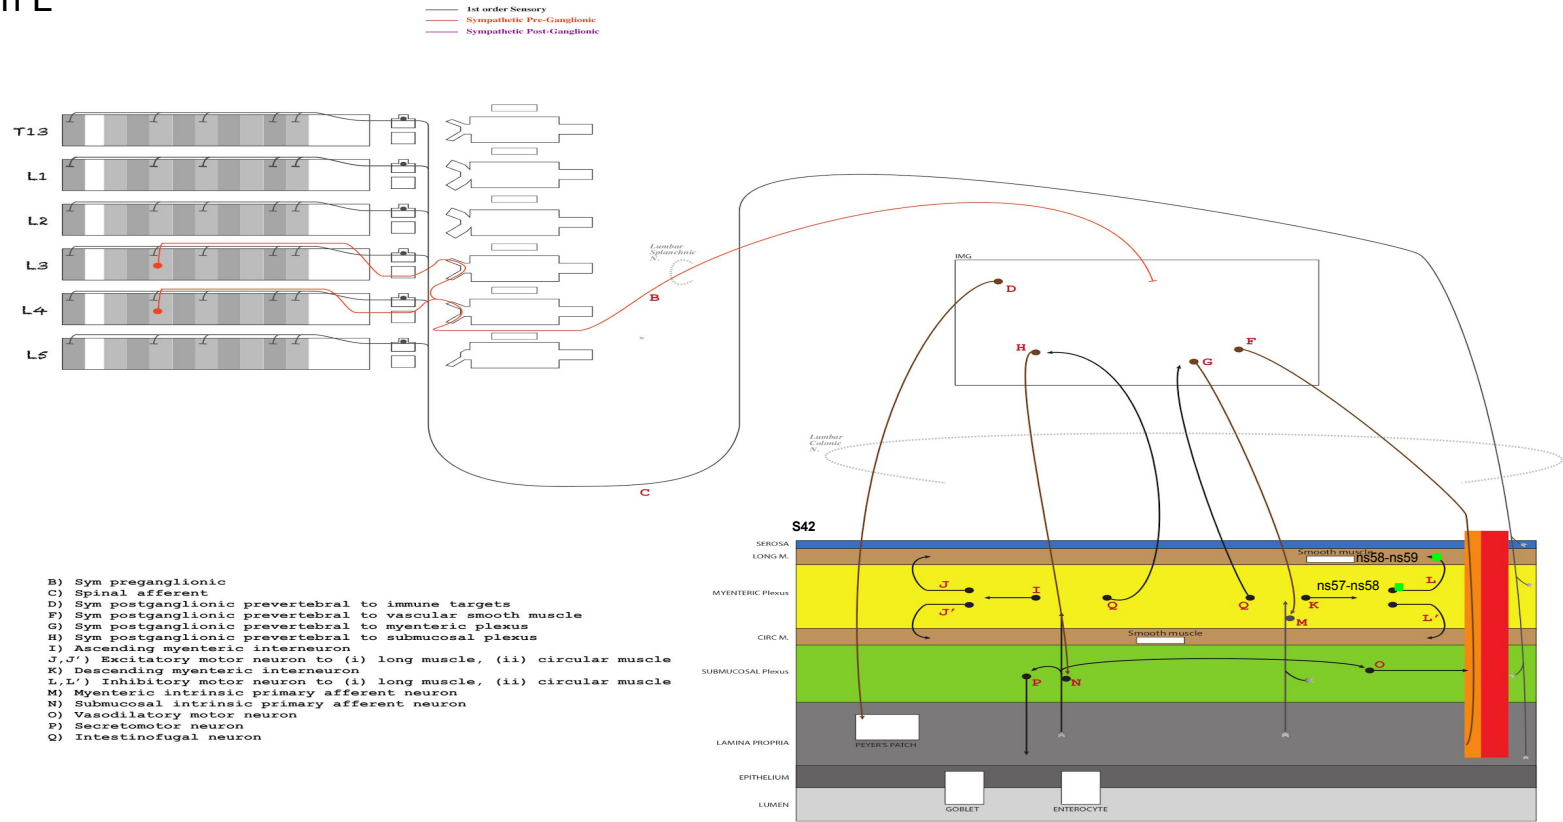 1st order Sensory
Sympathetic Pre-Ganglionic
Sympathetic Post-Ganglionic
T13
L1
L2
L3
L4
L5
Lumbar
Splanchnic
N.
B
C
IMG
D
H
G
F
Lumbar
Colonic
N.
S42
SEROSA
LONG M.
Smooth muscle
ns58-ns59
MYENTERIC Plexus
ns57-ns58
J
J'
I
Q
Q
K
L
L'
M
CIRC M.
Smooth muscle
SUBMUCOSAL Plexus
P
N
O
LAMINA PROPRIA
PEYER'S PATCH
EPITHELIUM
LUMEN
GOBLET
ENTEROCYTE
B) Sym preganglionic
C) Spinal afferent
D) Sym postganglionic prevertebral to immune targets
F) Sym postganglionic prevertebral to vascular smooth muscle
G) Sym postganglionic prevertebral to myenteric plexus
H) Sym postganglionic prevertebral to submucosal plexus
I) Ascending myenteric interneuron
J,J') Excitatory motor neuron to (i) long muscle, (ii) circular muscle
K) Descending myenteric interneuron
L,L') Inhibitory motor neuron to (i) long muscle, (ii) circular muscle
M) Myenteric intrinsic primary afferent neuron
N) Submucosal intrinsic primary afferent neuron
O) Vasodilatory motor neuron
P) Secretomotor neuron
Q) Intestinofugal neuron